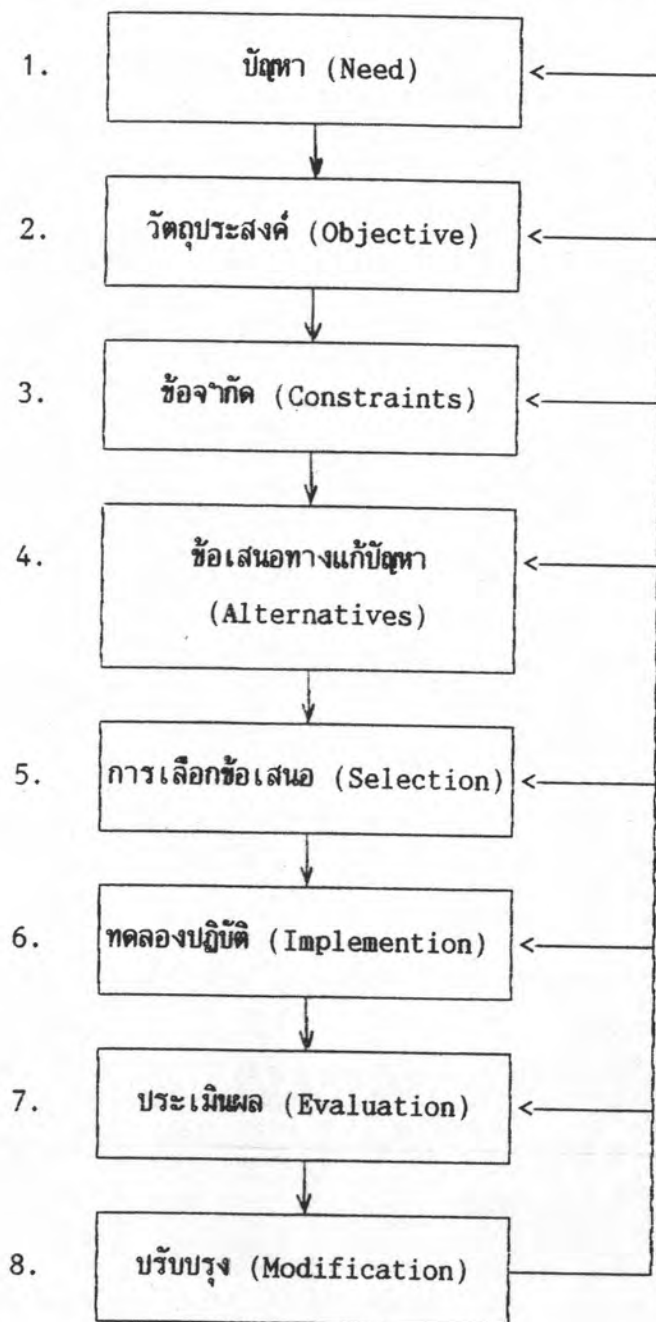 1. ปัญหา (Need)
2. วัตถุประสงค์ (Objective)
3. ข้อจำกัด (Constraints)
4. ข้อเสนอทางแก้ปัญหา
(Alternatives)
5. การเลือกข้อเสนอ (Selection)
6. ทดลองปฏิบัติ (Implemention)
7. ประเมินผล (Evaluation)
8. ปรับปรุง (Modification)